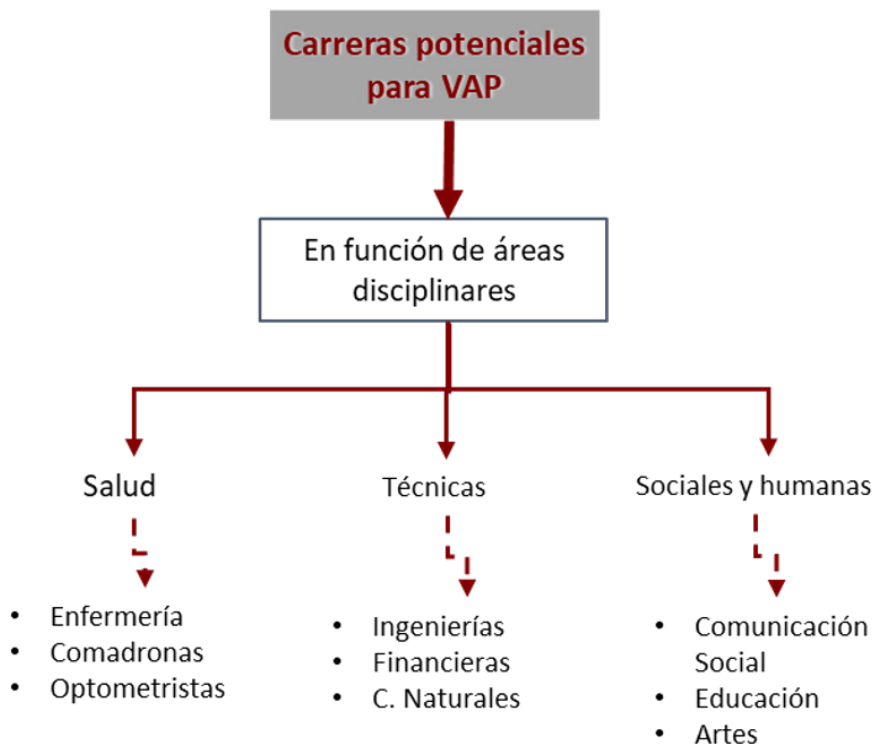 Carreras potenciales
para VAP
En función de áreas
disciplinares
Salud
Técnicas
Sociales y humanas
• Enfermería
• Comadronas
• Optometristas
• Ingenierías
• Financieras
• C. Naturales
• Comunicación
Social
• Educación
• Artes